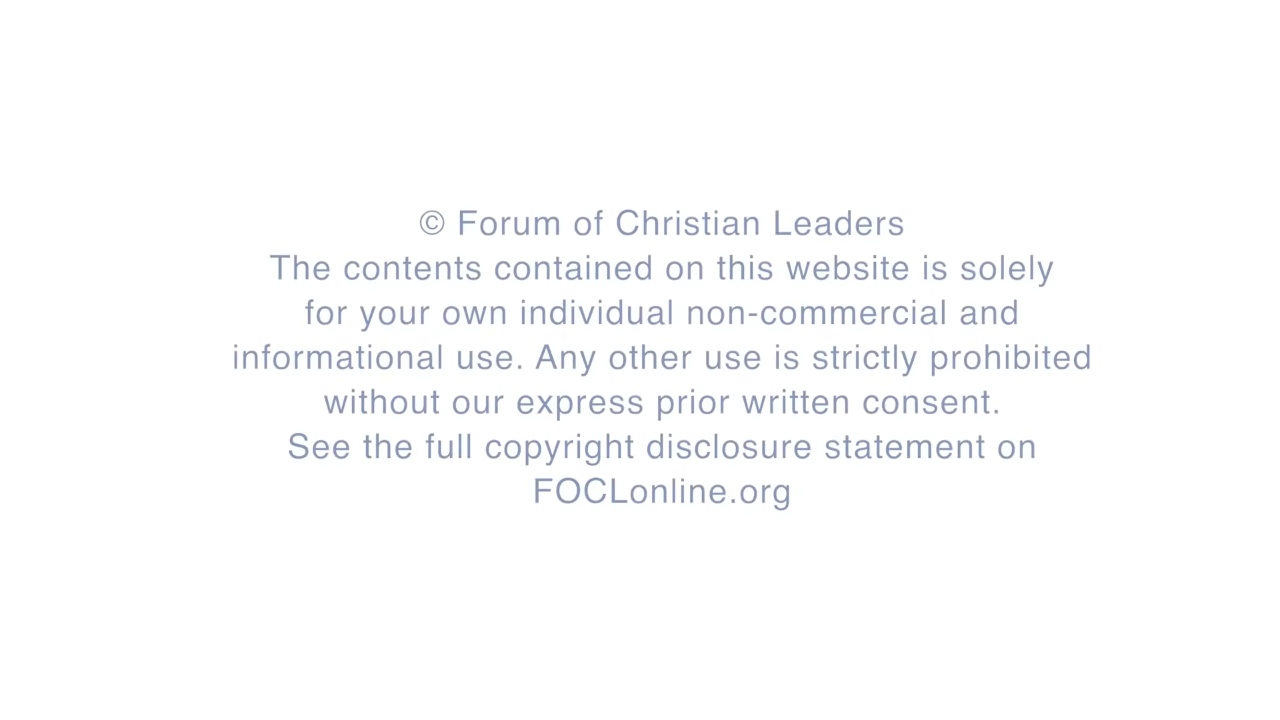 © Forum of Christian Leaders
The contents contained on this website is solely
for your own individual non-commercial and
informational use. Any other use is strictly prohibited
without our express prior written consent.
See the full copyright disclosure statement on
FOCLonline.org